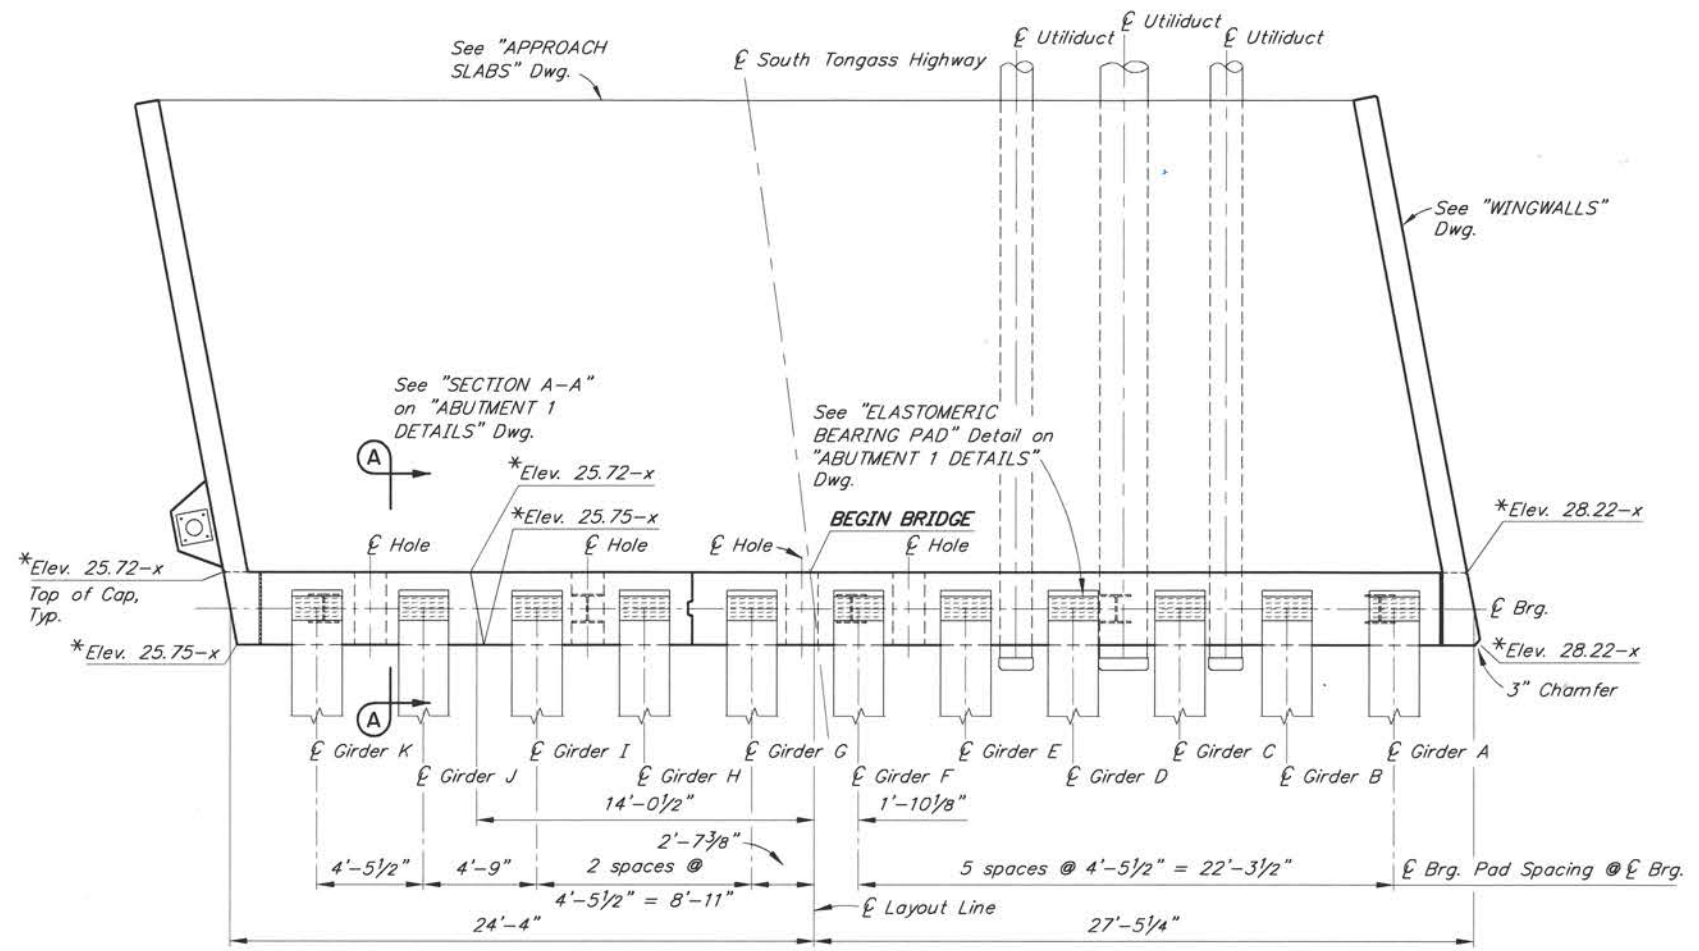 ℄ Utiliduct
℄ Utiliduct
℄ Utiliduct
See "APPROACH
SLABS" Dwg.
℄ South Tongass Highway
See "WINGWALLS"
Dwg.
See "SECTION A-A"
on "ABUTMENT 1
DETAILS" Dwg.
See "ELASTOMERIC
BEARING PAD" Detail on
"ABUTMENT 1 DETAILS"
Dwg.
A
*Elev. 25.72-x
*Elev. 25.75-x
BEGIN BRIDGE
*Elev. 28.22-x
℄ Hole
℄ Hole
℄ Hole
℄ Hole
*Elev. 25.72-x
Top of Cap,
Typ.
℄ Brg.
*Elev. 25.75-x
*Elev. 28.22-x
3" Chamfer
A
℄ Girder K
℄ Girder I
℄ Girder G
℄ Girder E
℄ Girder C
℄ Girder A
℄ Girder J
℄ Girder H
℄ Girder F
℄ Girder D
℄ Girder B
14'-0½"
1'-10⅛"
2'-7⅜"
4'-5½"
4'-9"
2 spaces @
4'-5½" = 8'-11"
5 spaces @ 4'-5½" = 22'-3½"
℄ Brg. Pad Spacing @ ℄ Brg.
℄ Layout Line
24'-4"
27'-5¼"